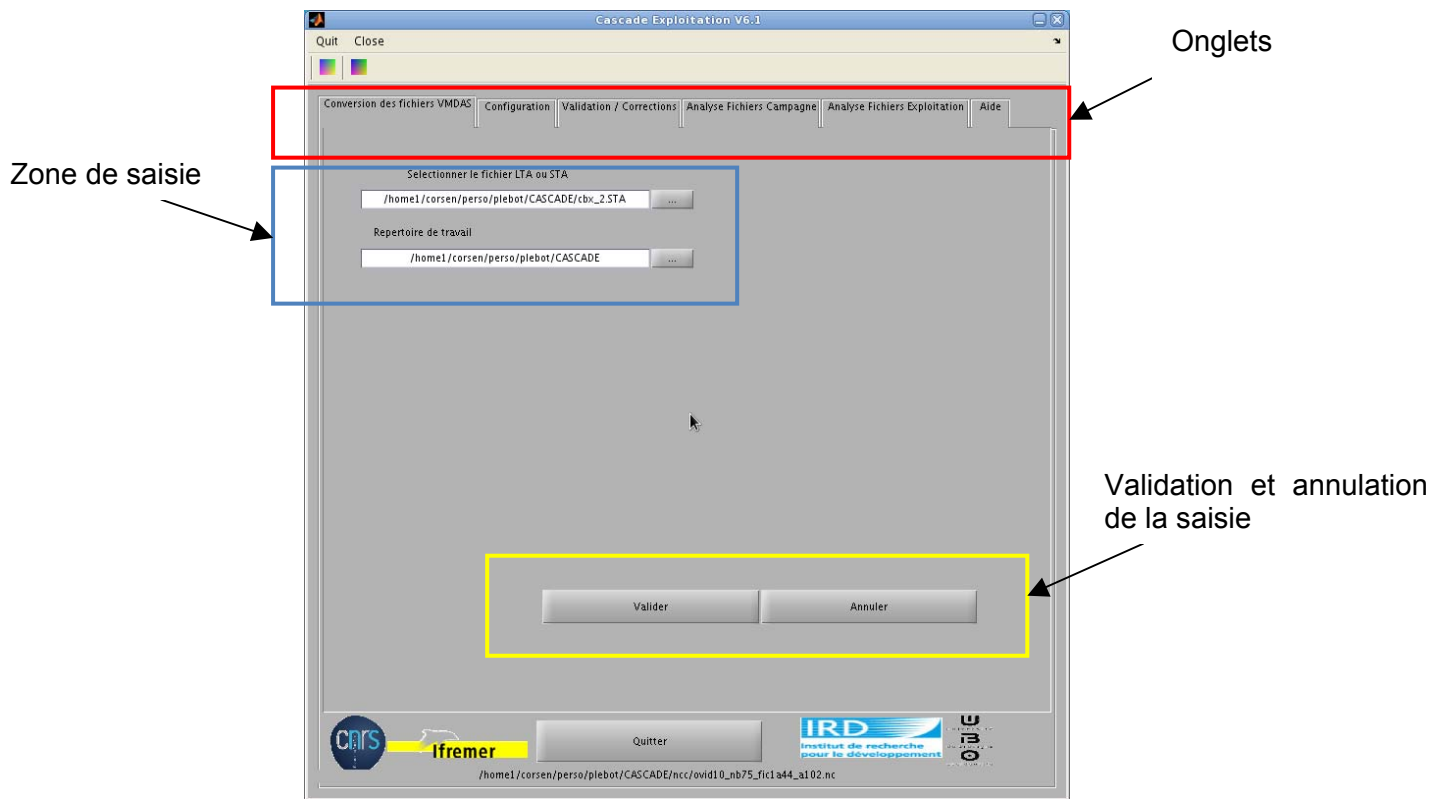 Cascade Exploitation V6.1
Quit Close
Onglets
Conversion des fichiers VMDAS Configuration Validation / Corrections Analyse Fichiers Campagne Analyse Fichiers Exploitation Aide
Zone de saisie
Selectionner le fichier LTA ou STA
/home1/corsen/perso/plebot/CASCADE/cbx_2.STA ...
Repertoire de travail
/home1/corsen/perso/plebot/CASCADE ...
Validation et annulation
de la saisie
Valider Annuler
cnrs
Ifremer
Quitter
IRD
Institut de recherche
pour le développement
UBO
/home1/corsen/perso/plebot/CASCADE/ncc/ovid10_nb75_fic1a44_a102.nc